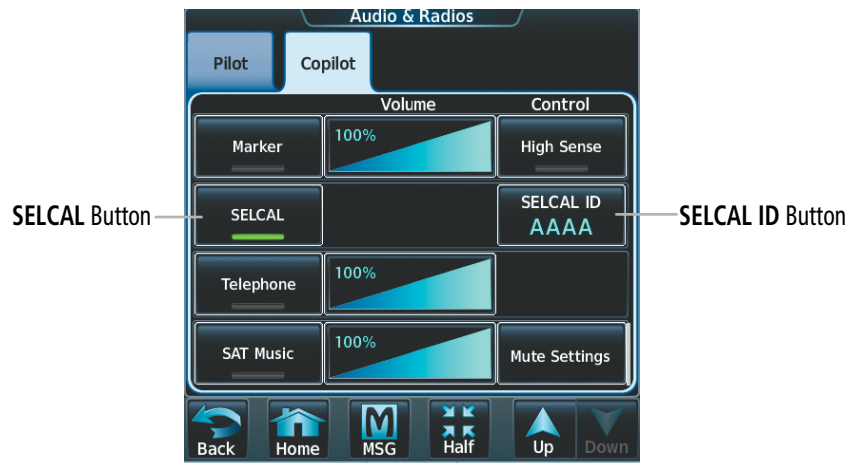 Audio & Radios
Pilot
Copilot
Volume
Control
Marker
100%
High Sense
SELCAL Button
SELCAL
SELCAL ID
AAAA
SELCAL ID Button
Telephone
100%
SAT Music
100%
Mute Settings
Back
Home
MSG
Half
Up
Down